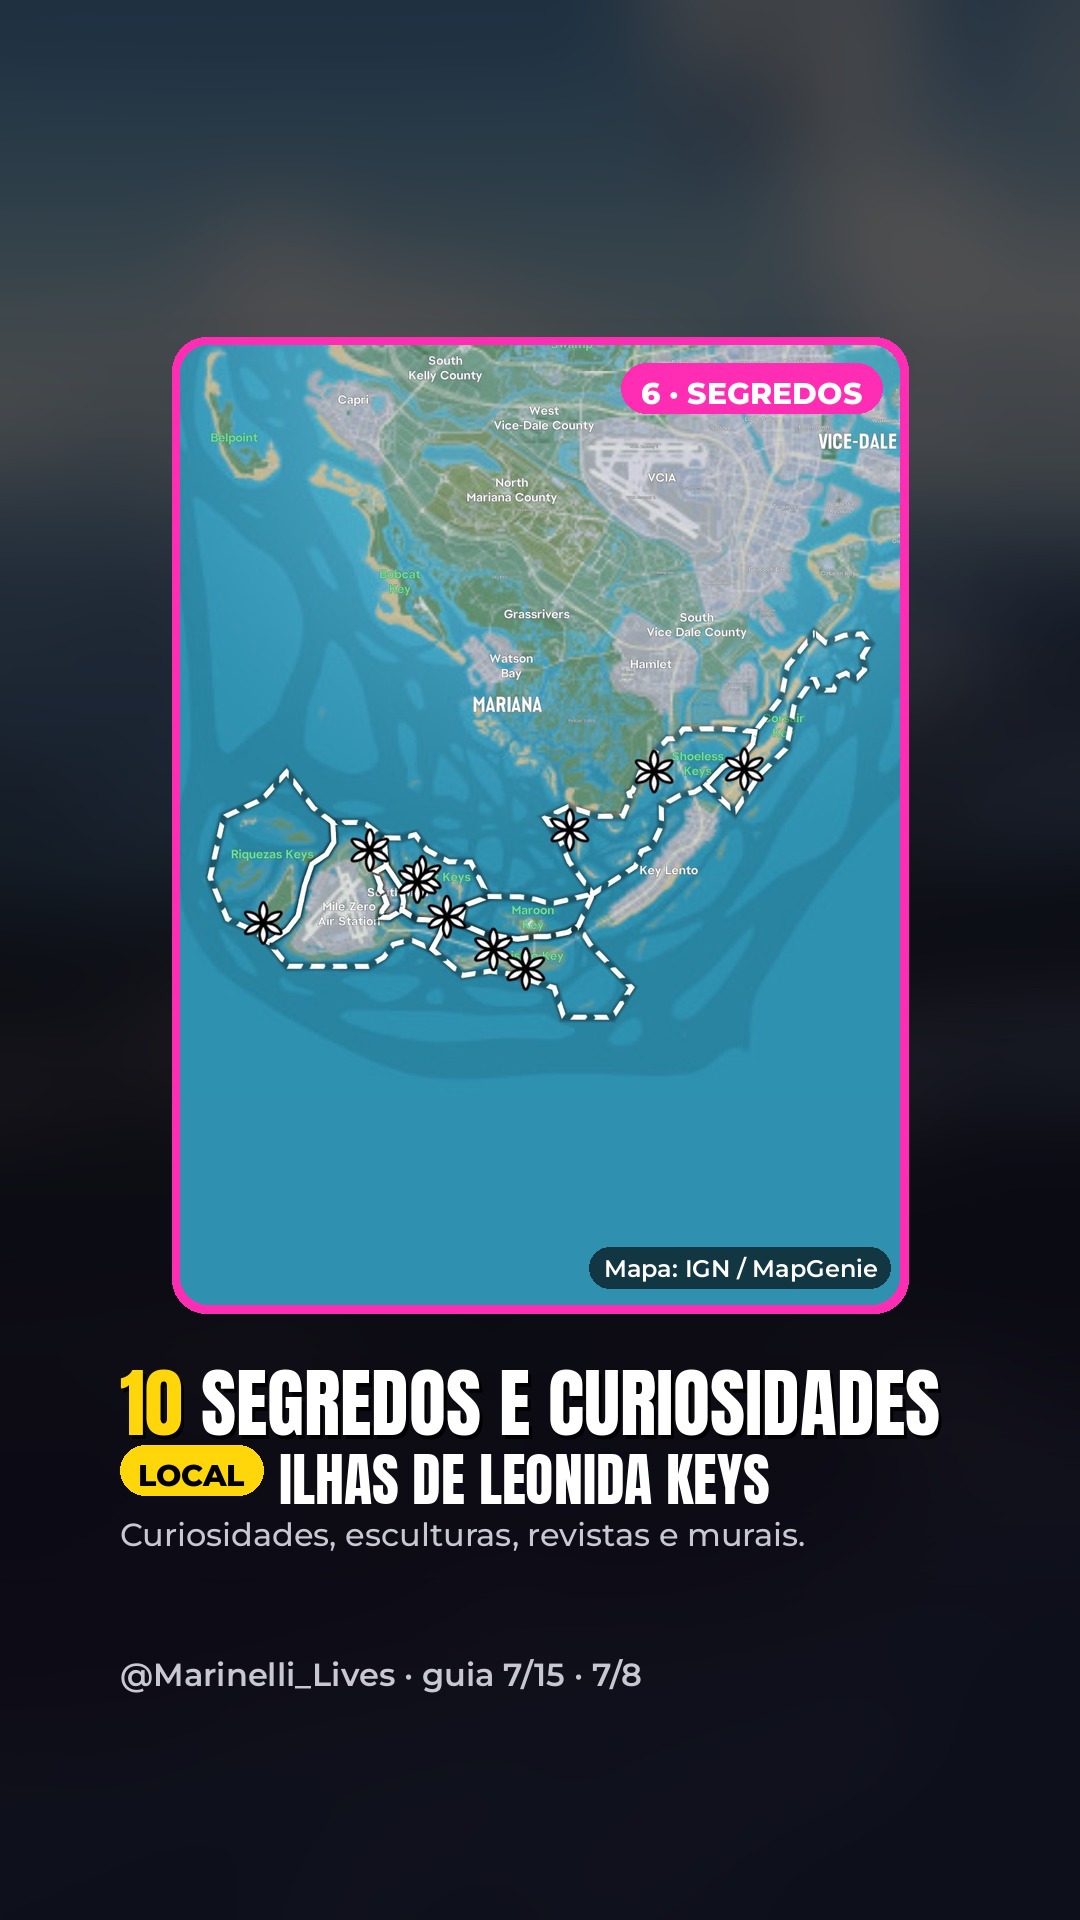 South
Kelly County
6 · SEGREDOS
Capri
West
Vice-Dale County
Belpoint
VICE-DALE
VCIA
North
Mariana County
Bobcat
Key
Grassrivers
South
Vice Dale County
Watson
Bay
Hamlet
MARIANA
Shoeless
Keys
Riquezas Keys
Keys
Key Lento
Mile Zero
Air Station
Maroon
Key
Key
Mapa: IGN / MapGenie
10 SEGREDOS E CURIOSIDADES
LOCAL ILHAS DE LEONIDA KEYS
Curiosidades, esculturas, revistas e murais.
@Marinelli_Lives · guia 7/15 · 7/8